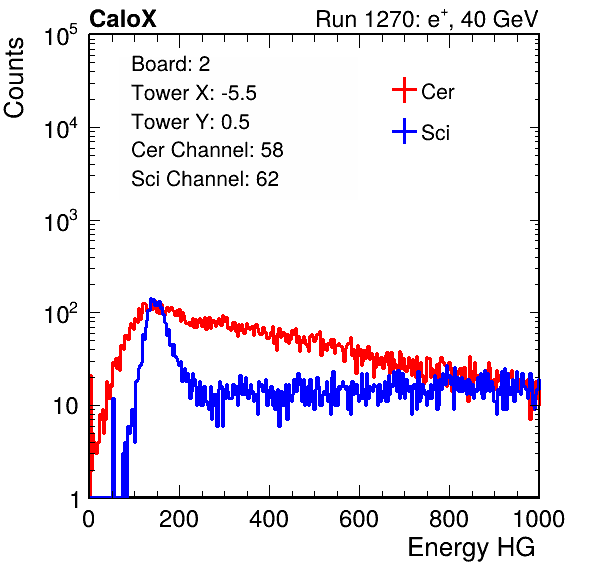 CaloX Run 1270: e+, 40 GeV
Counts
Board: 2
Tower X: -5.5
Tower Y: 0.5
Cer Channel: 58
Sci Channel: 62
Cer
Sci
10^5
10^4
10^3
10^2
10
1
0 200 400 600 800 1000
Energy HG